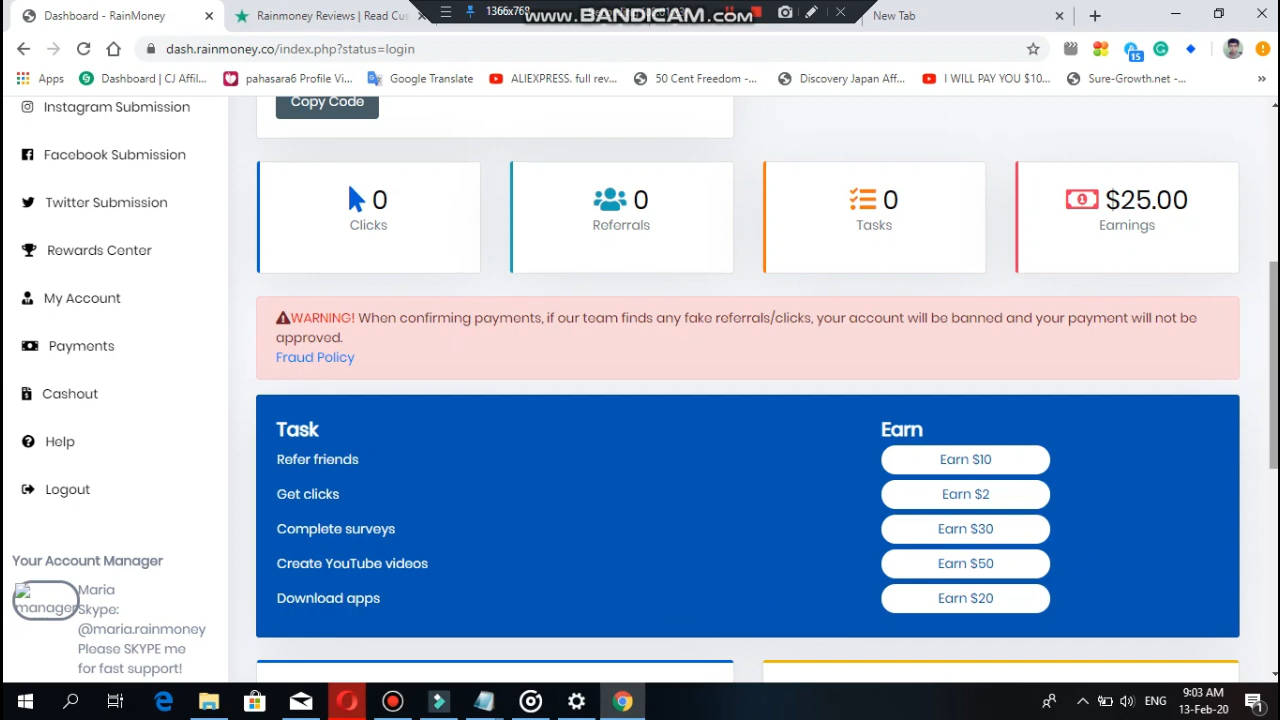 Dashboard - RainMoney
Rainmoney Reviews | Read Cus
1366x768
www.BANDICAM.com
New Tab
dash.rainmoney.co/index.php?status=login
15
Apps
Dashboard | CJ Affil...
pahasara6 Profile Vi...
Google Translate
ALIEXPRESS. full rev...
50 Cent Freedom -...
Discovery Japan Aff...
I WILL PAY YOU $10...
Sure-Growth.net -...
»
Instagram Submission
Facebook Submission
Twitter Submission
Rewards Center
My Account
Payments
Cashout
Help
Logout
Your Account Manager
manager
Maria
Skype:
@maria.rainmoney
Please SKYPE me
for fast support!
Copy Code
0
Clicks
0
Referrals
0
Tasks
$25.00
Earnings
WARNING! When confirming payments, if our team finds any fake referrals/clicks, your account will be banned and your payment will not be
approved.
Fraud Policy
Task
Earn
Refer friends
Earn $10
Get clicks
Earn $2
Complete surveys
Earn $30
Create YouTube videos
Earn $50
Download apps
Earn $20
ENG
9:03 AM
13-Feb-20
1